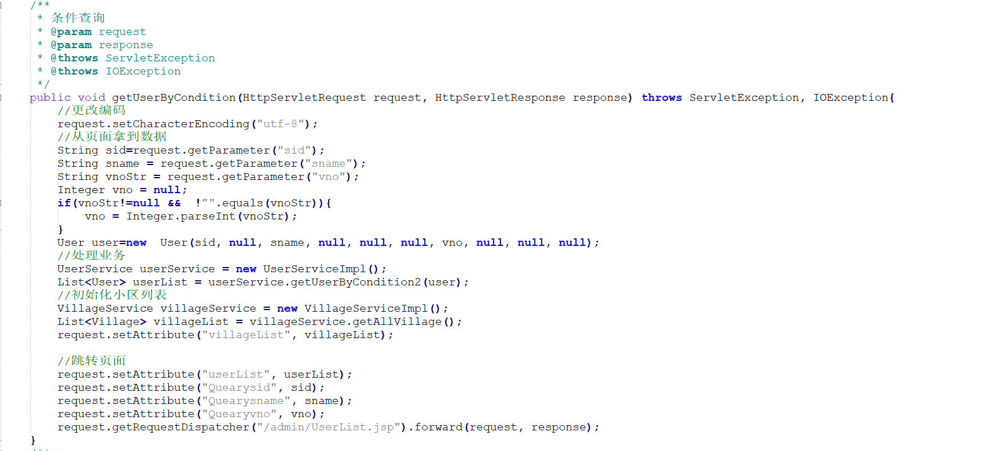 /**
* 条件查询
* @param request
* @param response
* @throws ServletException
* @throws IOException
*/
public void getUserByCondition(HttpServletRequest request, HttpServletResponse response) throws ServletException, IOException{
//更改编码
request.setCharacterEncoding("utf-8");
//从页面拿到数据
String sid=request.getParameter("sid");
String sname = request.getParameter("sname");
String vnoStr = request.getParameter("vno");
Integer vno = null;
if(vnoStr!=null &&  !"".equals(vnoStr)){
vno = Integer.parseInt(vnoStr);
}
User user=new  User(sid, null, sname, null, null, null, vno, null, null, null);
//处理业务
UserService userService = new UserServiceImpl();
List<User> userList = userService.getUserByCondition2(user);
//初始化小区列表
VillageService villageService = new VillageServiceImpl();
List<Village> villageList = villageService.getAllVillage();
request.setAttribute("villageList", villageList);
//跳转页面
request.setAttribute("userList", userList);
request.setAttribute("Quearysid", sid);
request.setAttribute("Quearysname", sname);
request.setAttribute("Quearyvno", vno);
request.getRequestDispatcher("/admin/UserList.jsp").forward(request, response);
}